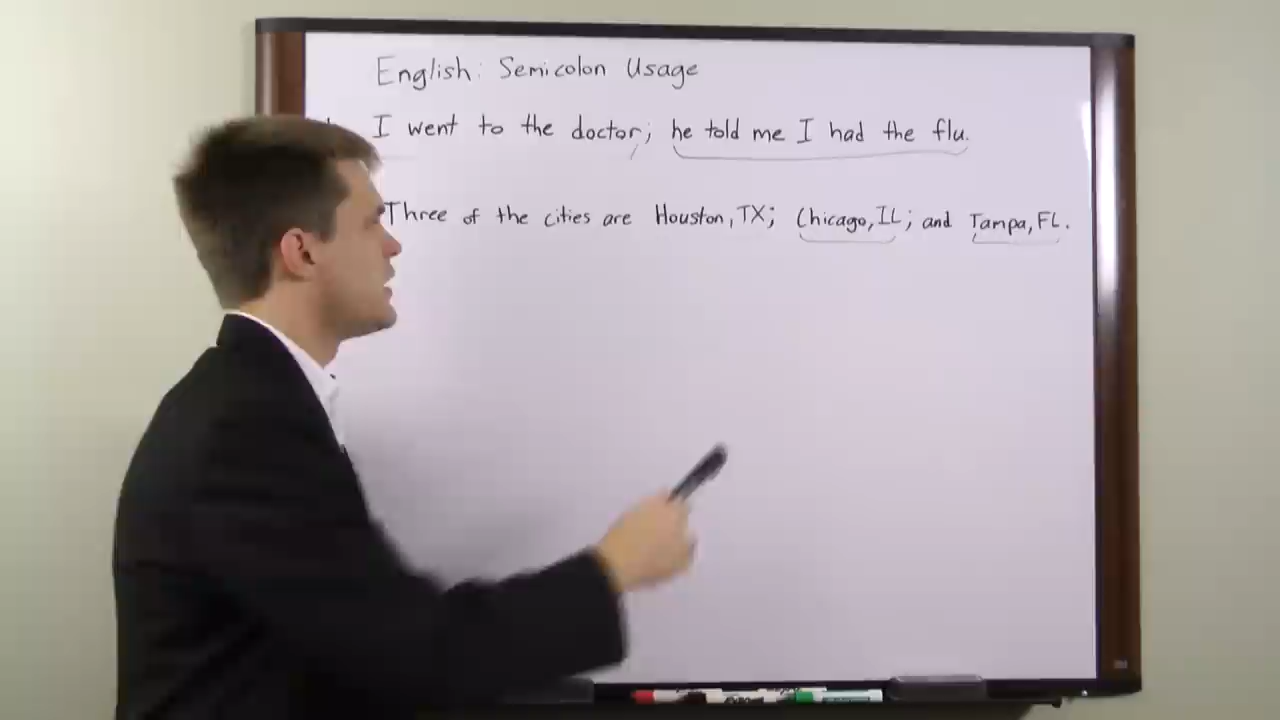 English: Semicolon Usage
I went to the doctor; he told me I had the flu.
Three of the cities are Houston, TX; Chicago, IL; and Tampa, FL.